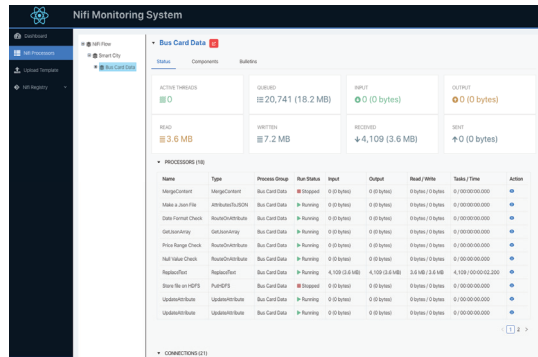 Nifi Monitoring System
Dashboard
Nifi Processors
Upload Template
Nifi Registry
NiFi Flow
Smart City
Bus Card Data
Bus Card Data
Status Components Bulletins
ACTIVE THREADS QUEUED INPUT OUTPUT
0 20,741 (18.2 MB) 0 (0 bytes) 0 (0 bytes)
READ WRITTEN RECEIVED SENT
3.6 MB 7.2 MB 4,109 (3.6 MB) 0 (0 bytes)
PROCESSORS (18)
Name Type Process Group Run Status Input Output Read / Write Tasks / Time Action
MergeContent MergeContent Bus Card Data Stopped 0 (0 bytes) 0 (0 bytes) 0 bytes / 0 bytes 0 / 00:00:00.000
Make a Json File AttributesToJSON Bus Card Data Running 0 (0 bytes) 0 (0 bytes) 0 bytes / 0 bytes 0 / 00:00:00.000
Date Format Check RouteOnAttribute Bus Card Data Running 0 (0 bytes) 0 (0 bytes) 0 bytes / 0 bytes 0 / 00:00:00.000
GetJsonArray GetJsonArray Bus Card Data Running 0 (0 bytes) 0 (0 bytes) 0 bytes / 0 bytes 0 / 00:00:00.000
Price Range Check RouteOnAttribute Bus Card Data Running 0 (0 bytes) 0 (0 bytes) 0 bytes / 0 bytes 0 / 00:00:00.000
Null Value Check RouteOnAttribute Bus Card Data Running 0 (0 bytes) 0 (0 bytes) 0 bytes / 0 bytes 0 / 00:00:00.000
ReplaceText ReplaceText Bus Card Data Running 4,109 (3.6 MB) 4,109 (3.6 MB) 3.6 MB / 3.6 MB 4,109 / 00:00:02.200
Store file on HDFS PutHDFS Bus Card Data Stopped 0 (0 bytes) 0 (0 bytes) 0 bytes / 0 bytes 0 / 00:00:00.000
UpdateAttribute UpdateAttribute Bus Card Data Running 0 (0 bytes) 0 (0 bytes) 0 bytes / 0 bytes 0 / 00:00:00.000
UpdateAttribute UpdateAttribute Bus Card Data Running 0 (0 bytes) 0 (0 bytes) 0 bytes / 0 bytes 0 / 00:00:00.000
1 2
CONNECTIONS (21)